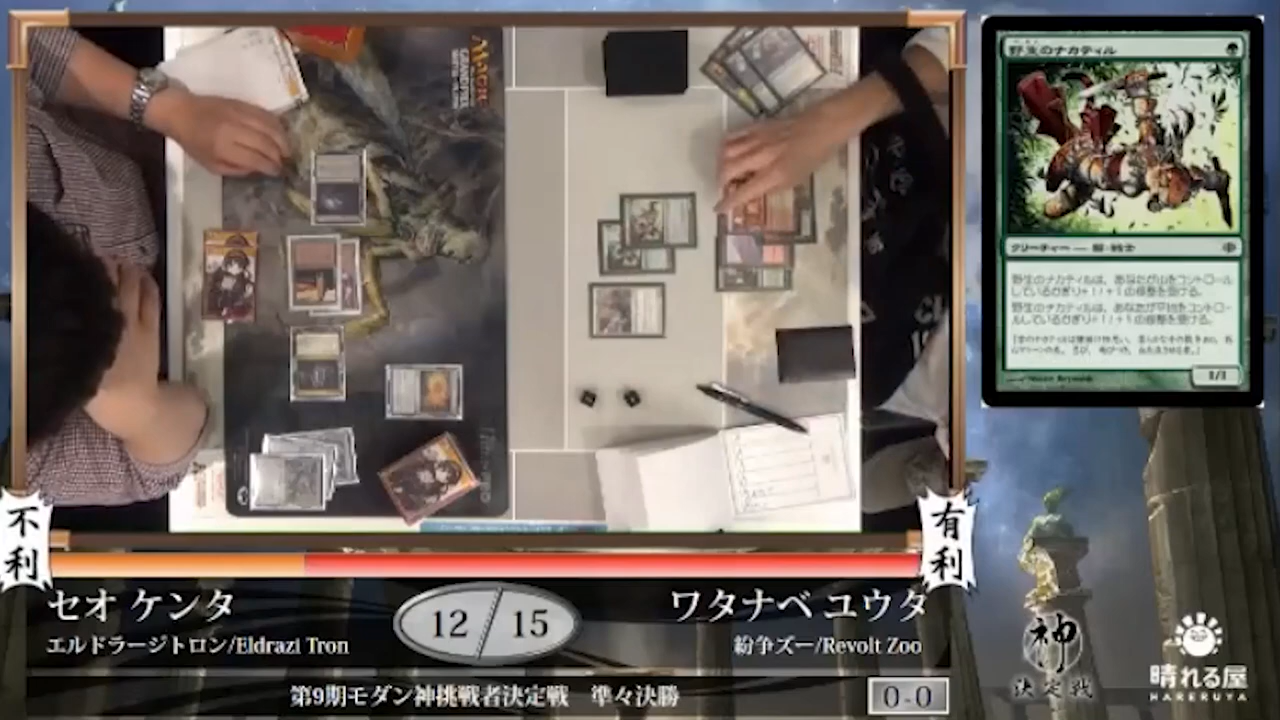 野生のナカティル
クリーチャー — 猫・戦士
野生のナカティルは、あなたが山をコントロール
しているかぎり+1/+1の修整を受ける。
野生のナカティルは、あなたが平地をコントロ
ールしているかぎり+1/+1の修整を受ける。
1/1
不利
有利
セオ ケンタ
12 / 15
ワタナベ ユウタ
エルドラージトロン/Eldrazi Tron
紛争ズー/Revolt Zoo
第9期モダン神挑戦者決定戦 準々決勝
0-0
神
決定戦
晴れる屋
HARERUYA